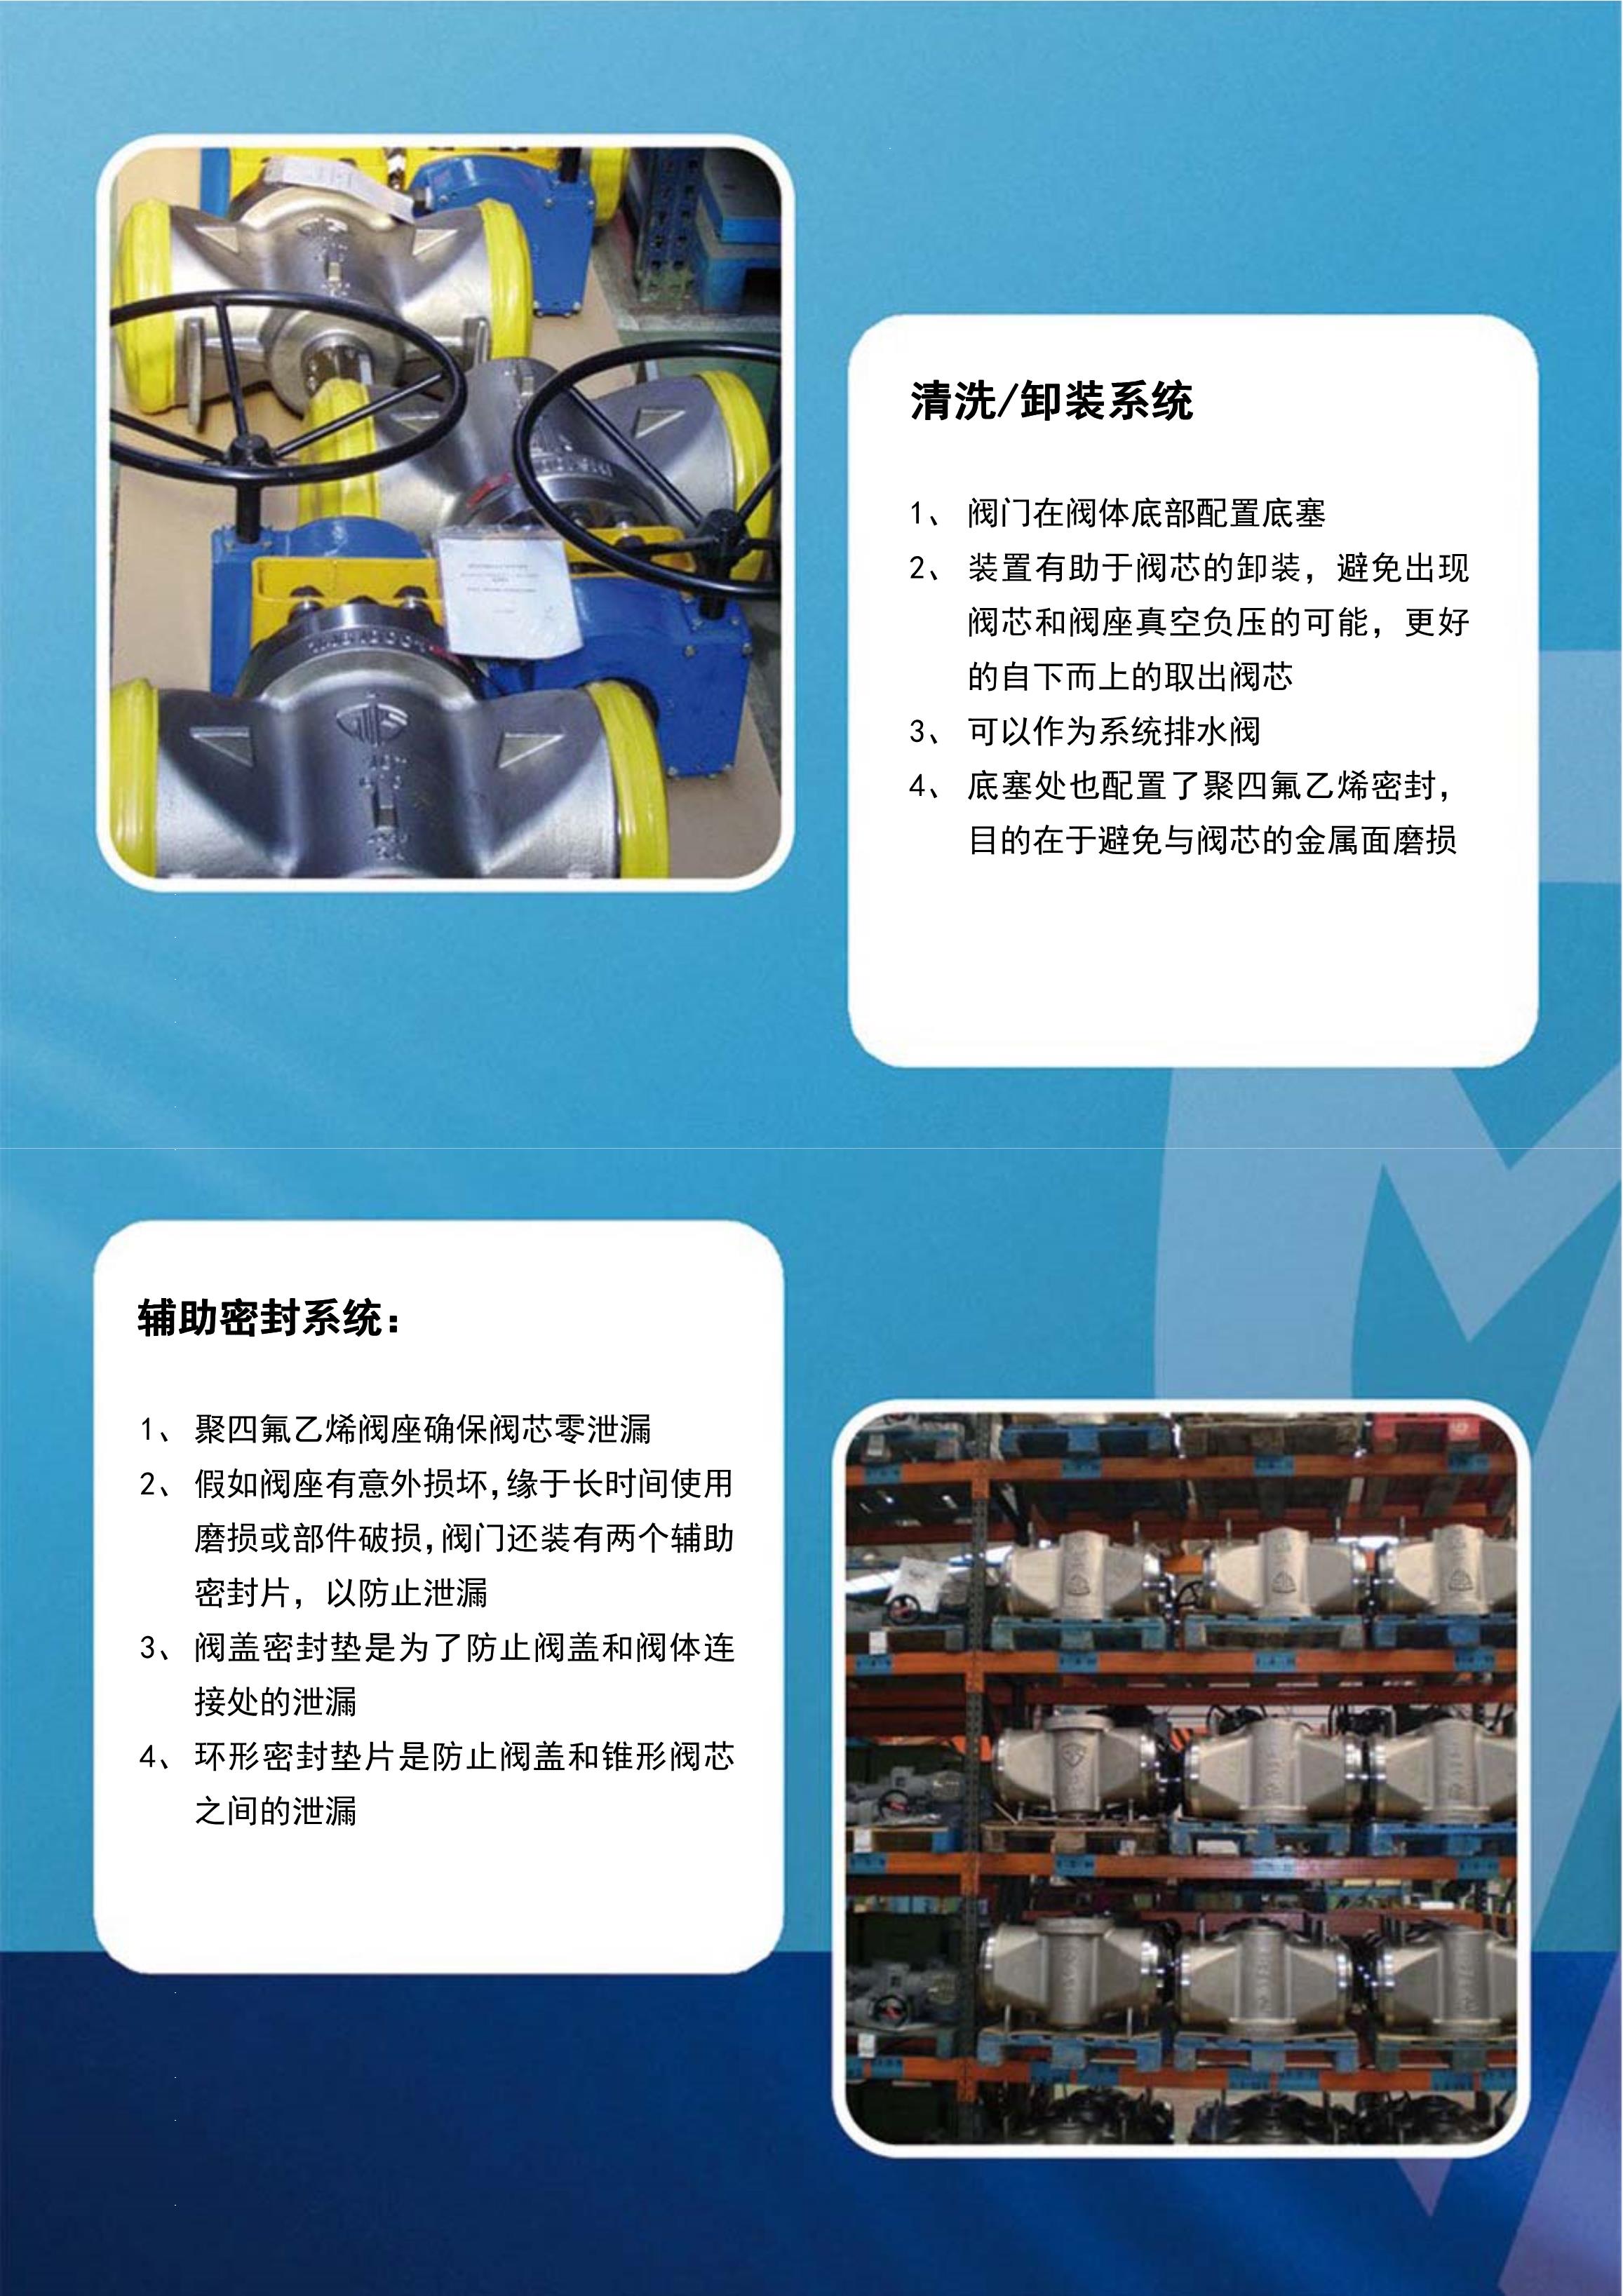 清洗/卸装系统
1、 阀门在阀体底部配置底塞
2、 装置有助于阀芯的卸装，避免出现
阀芯和阀座真空负压的可能，更好
的自下而上的取出阀芯
3、 可以作为系统排水阀
4、 底塞处也配置了聚四氟乙烯密封，
目的在于避免与阀芯的金属面磨损
辅助密封系统：
1、 聚四氟乙烯阀座确保阀芯零泄漏
2、 假如阀座有意外损坏，缘于长时间使用
磨损或部件破损，阀门还装有两个辅助
密封片，以防止泄漏
3、 阀盖密封垫是为了防止阀盖和阀体连
接处的泄漏
4、 环形密封垫片是防止阀盖和锥形阀芯
之间的泄漏